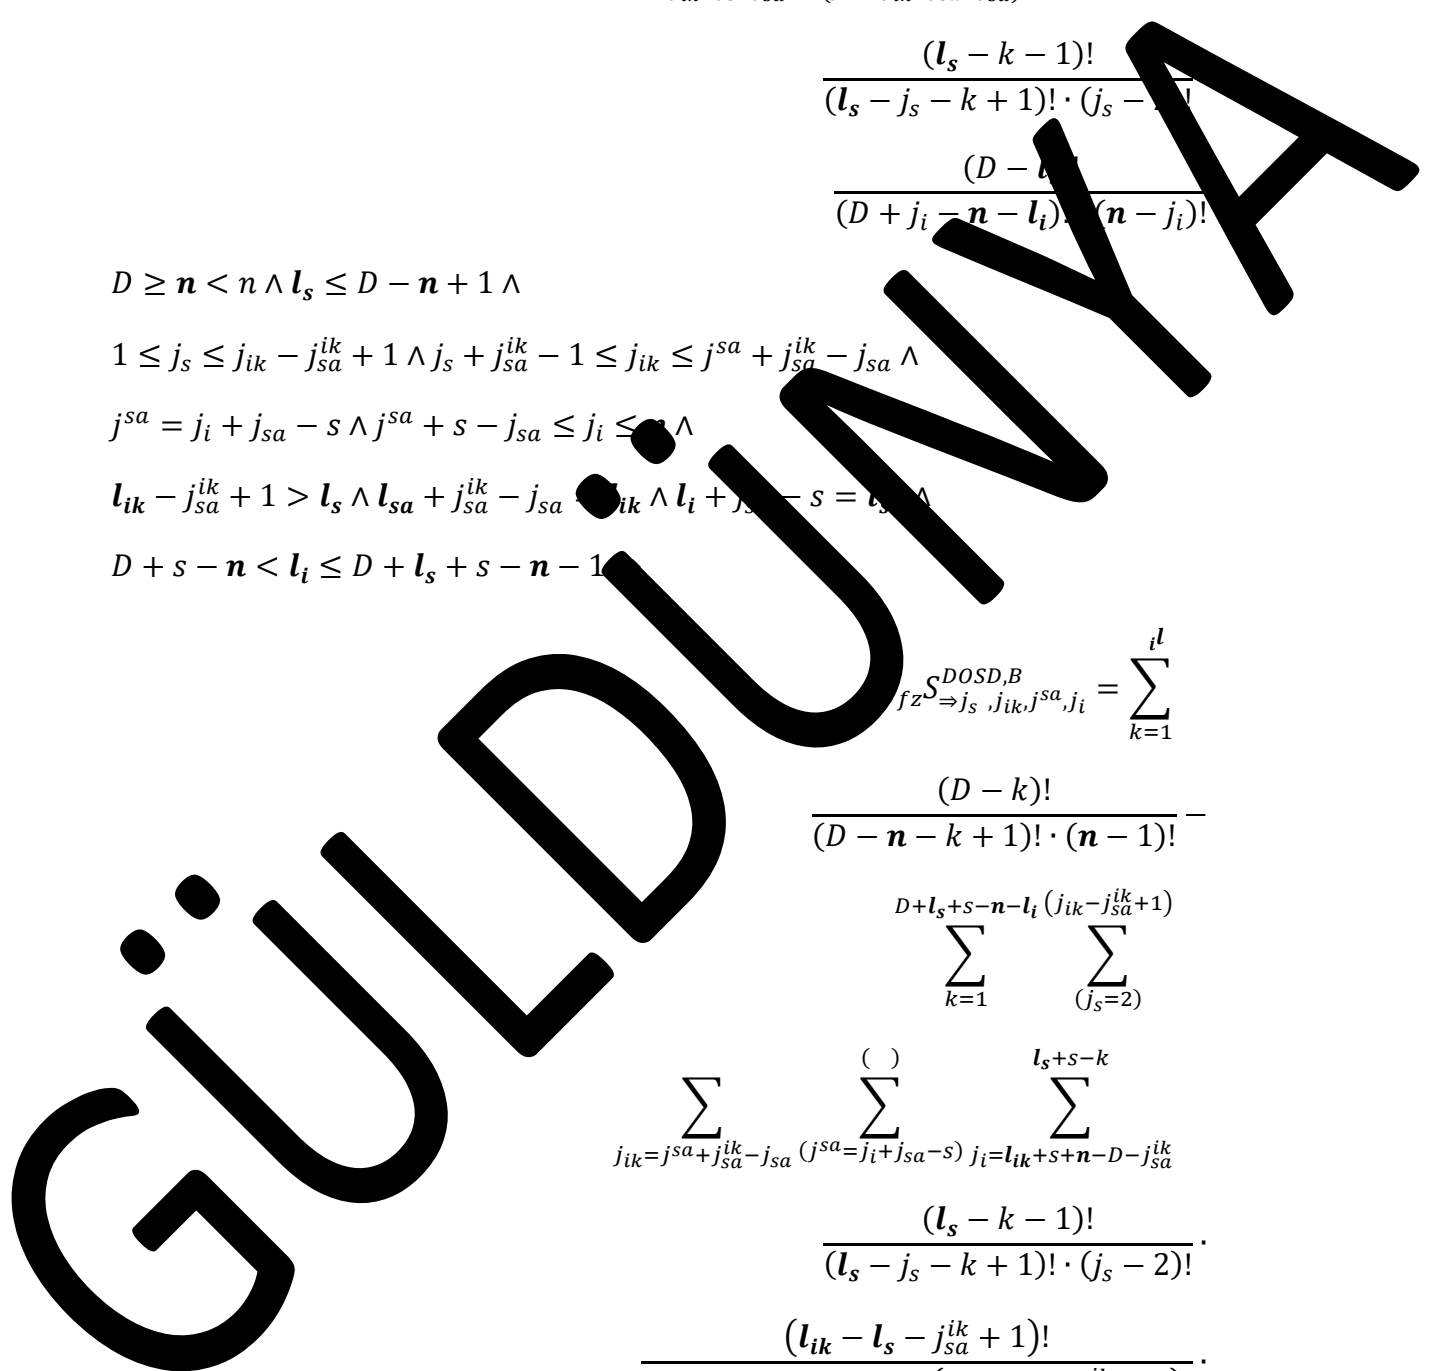 (l_s − k − 1)!
(l_s − j_s − k + 1)! · (j_s − !
(D −
(D + j_i − n − l_i) (n − j_i)!
D ≥ n < n ∧ l_s ≤ D − n + 1 ∧
1 ≤ j_s ≤ j_ik − j_sa^ik + 1 ∧ j_s + j_sa^ik − 1 ≤ j_ik ≤ j^sa + j_sa^ik − j_sa ∧
j^sa = j_i + j_sa − s ∧ j^sa + s − j_sa ≤ j_i ≤ ∧
l_ik − j_sa^ik + 1 > l_s ∧ l_sa + j_sa^ik − j_sa ∧ l_i + − s = ∧
D + s − n < l_i ≤ D + l_s + s − n − 1
fzS^{DOSD,B}_{⇒j_s ,j_ik,j^sa,j_i} = ∑_{k=1}^{_il}
(D − k)!
(D − n − k + 1)! · (n − 1)! −
D+l_s+s−n−l_i (j_ik−j_sa^ik+1)
∑ ∑
k=1 (j_s=2)
( ) l_s+s−k
∑ ∑ ∑
j_ik=j^sa+j_sa^ik−j_sa (j^sa=j_i+j_sa−s) j_i=l_ik+s+n−D−j_sa^ik
(l_s − k − 1)!
(l_s − j_s − k + 1)! · (j_s − 2)! ·
(l_ik − l_s − j_sa^ik + 1)! ·
GÜLDÜNYA